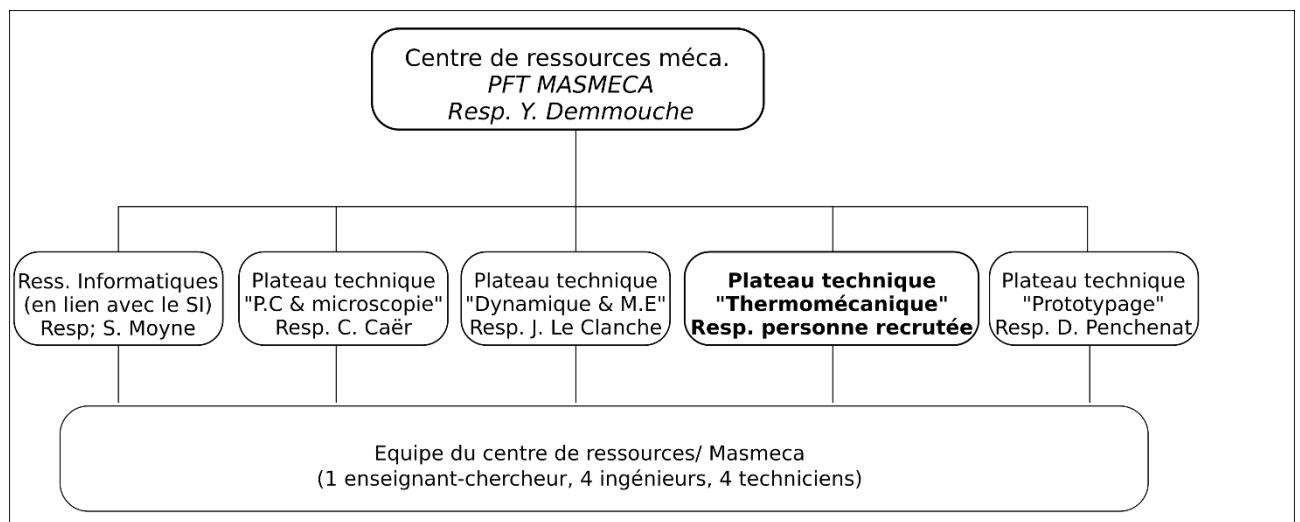 Centre de ressources méca.
PFT MASMECA
Resp. Y. Demmouche
Ress. Informatiques
(en lien avec le SI)
Resp; S. Moyne
Plateau technique
"P.C & microscopie"
Resp. C. Caër
Plateau technique
"Dynamique & M.E"
Resp. J. Le Clanche
Plateau technique
"Thermomécanique"
Resp. personne recrutée
Plateau technique
"Prototypage"
Resp. D. Penchenat
Equipe du centre de ressources/ Masmeca
(1 enseignant-chercheur, 4 ingénieurs, 4 techniciens)